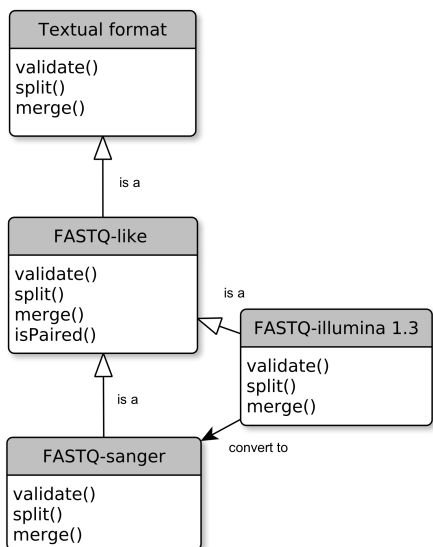 Textual format
validate()
split()
merge()
is a
FASTQ-like
validate()
split()
merge()
isPaired()
is a
FASTQ-illumina 1.3
validate()
split()
merge()
is a
convert to
FASTQ-sanger
validate()
split()
merge()